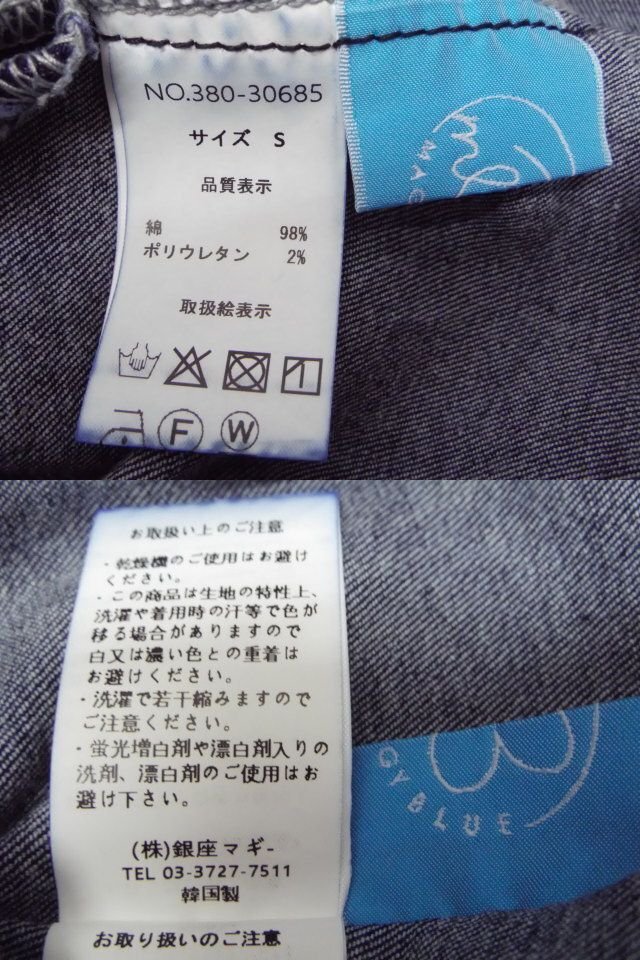 NO.380-30685
サイズ S
品質表示
綿 98%
ポリウレタン 2%
取扱絵表示
1
F W
お取扱い上のご注意
・乾燥機のご使用はお避け
ください。
・この商品は生地の特性上、
洗濯や着用時の汗等で色が
移る場合がありますので
白又は濃い色との重着は
お避けください。
・洗濯で若干縮みますので
ご注意ください。
・蛍光増白剤や漂白剤入りの
洗剤、漂白剤のご使用はお
避け下さい。
(株)銀座マギ-
TEL 03-3727-7511
韓国製
お取り扱いのご注意